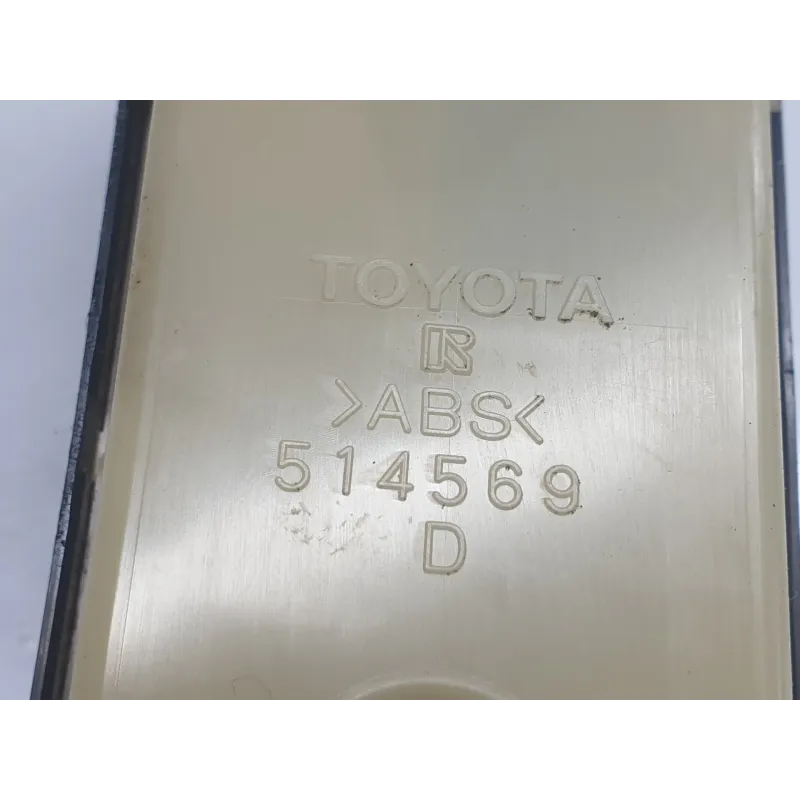 TOYOTA
R
>ABS<
514569
D